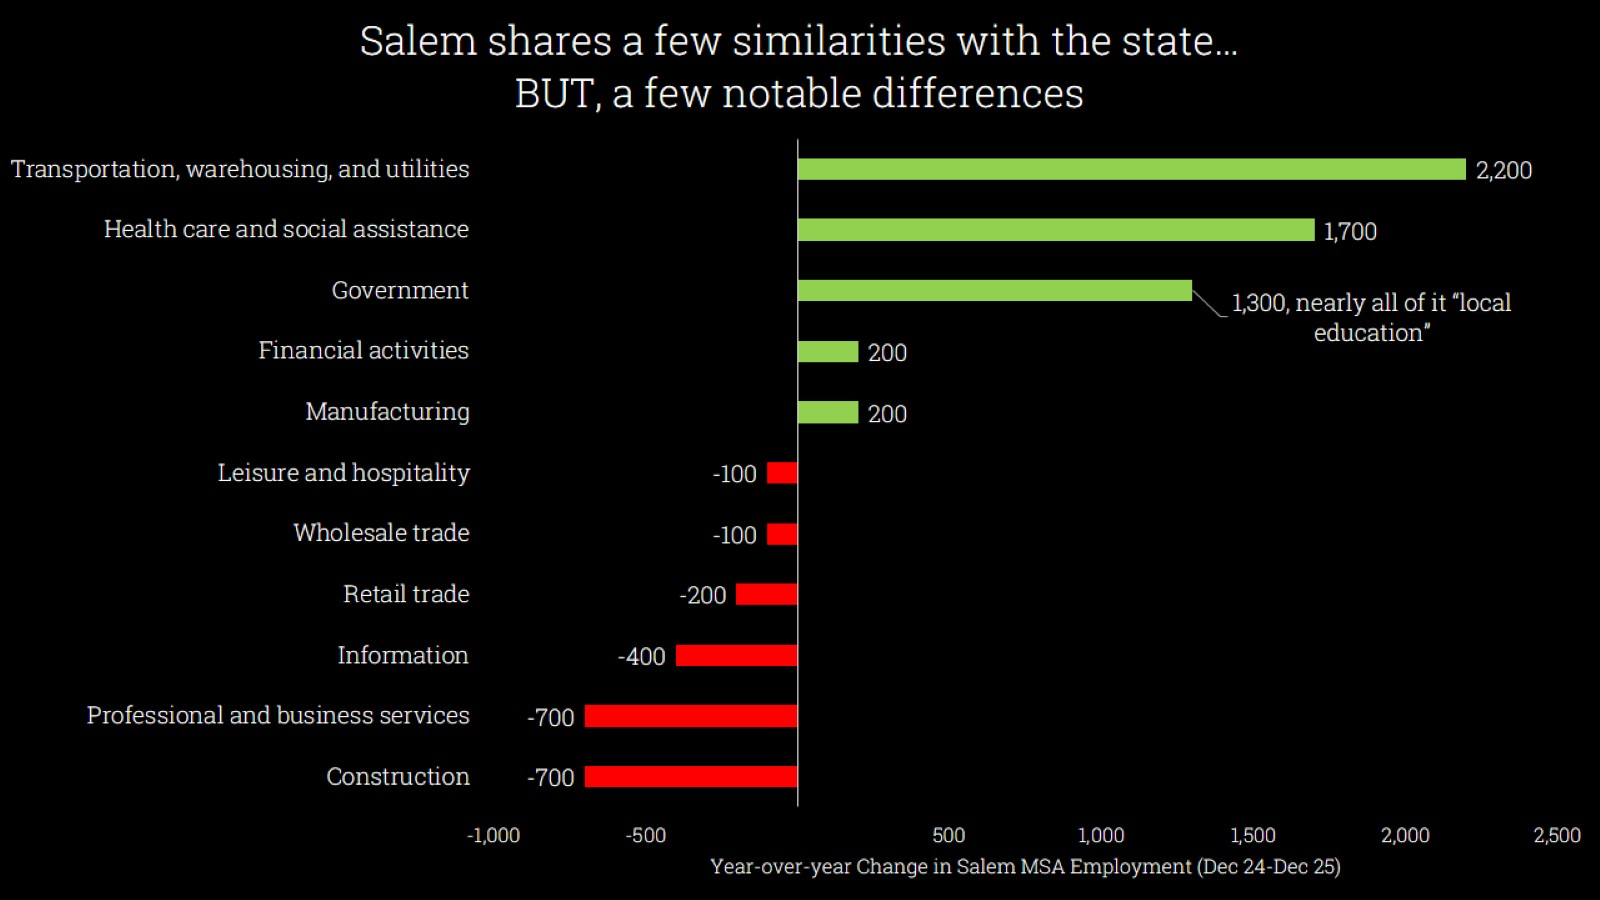 Salem shares a few similarities with the state...
BUT, a few notable differences
Transportation, warehousing, and utilities
2,200
Health care and social assistance
1,700
Government
1,300, nearly all of it “local
education”
Financial activities
200
Manufacturing
200
Leisure and hospitality
-100
Wholesale trade
-100
Retail trade
-200
Information
-400
Professional and business services
-700
Construction
-700
-1,000 -500 500 1,000 1,500 2,000 2,500
Year-over-year Change in Salem MSA Employment (Dec 24-Dec 25)